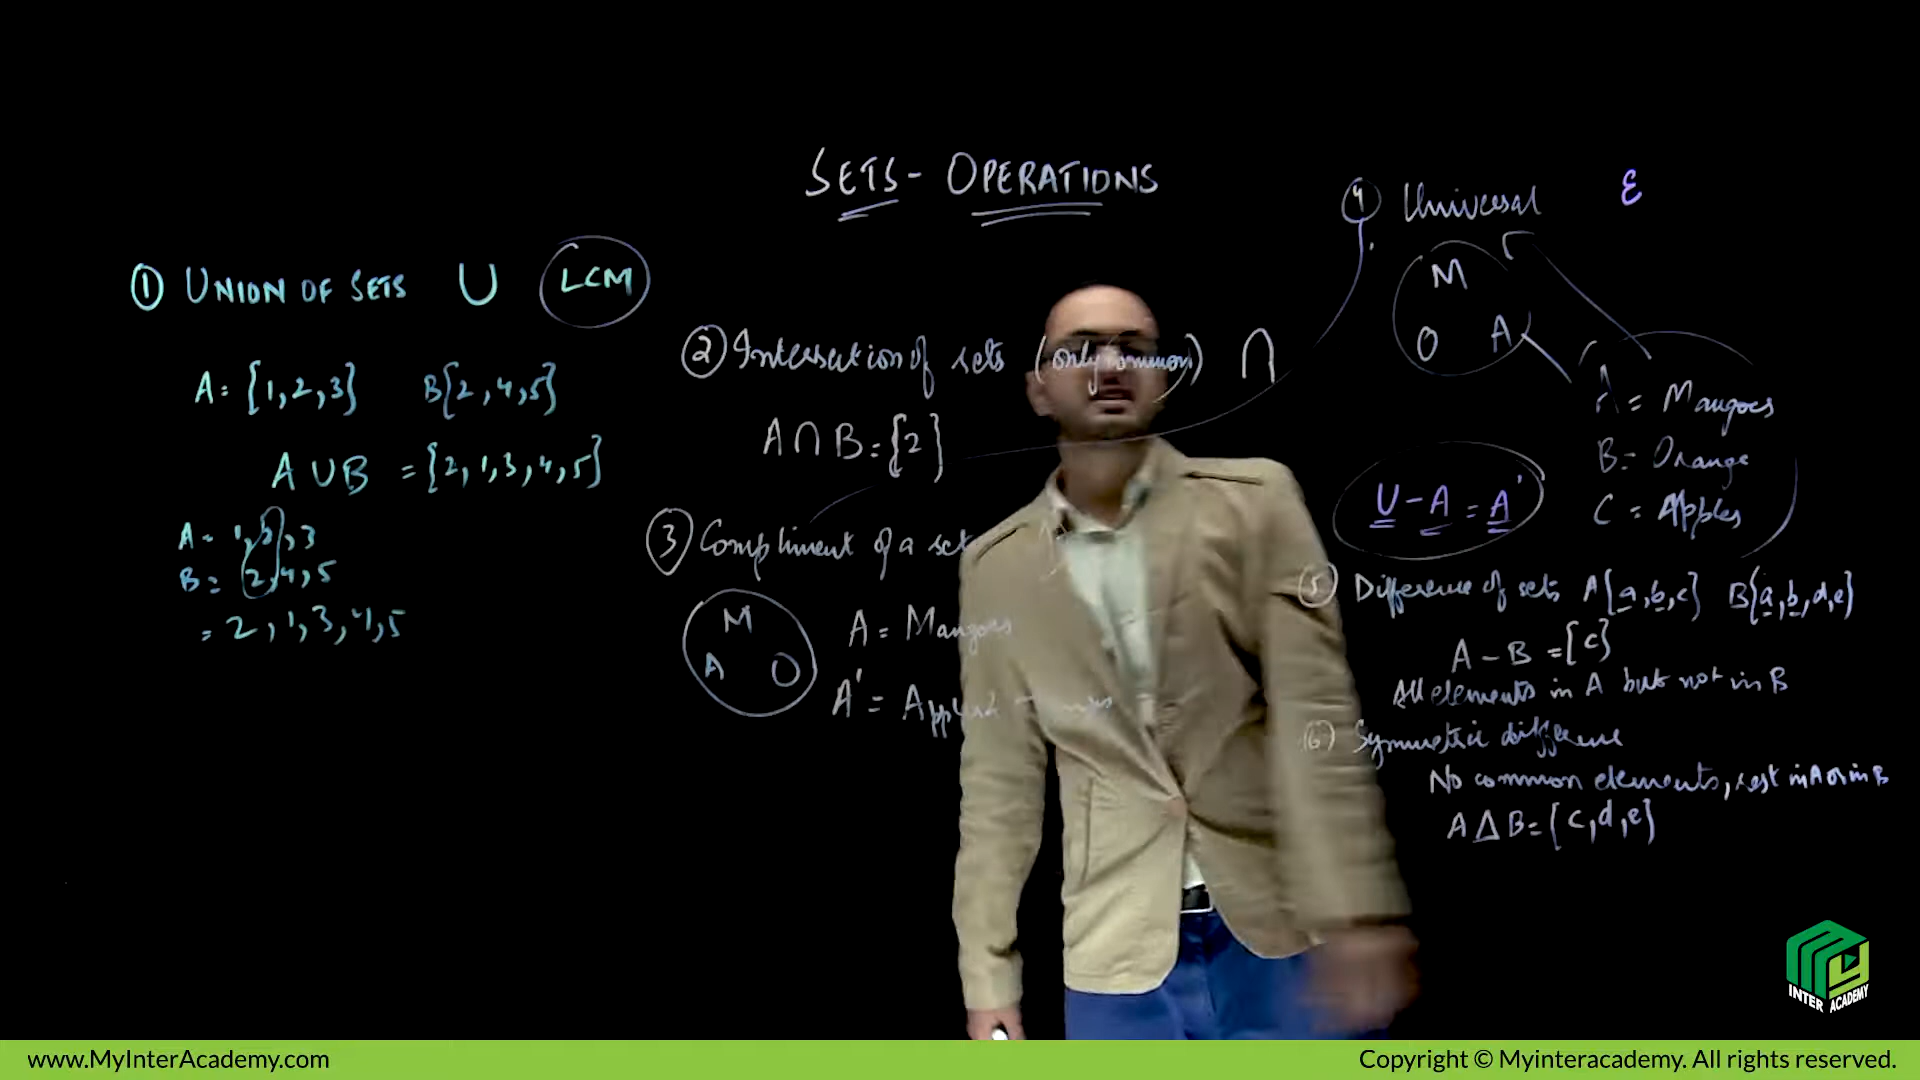 SETS - OPERATIONS
① UNION OF SETS U LCM
A = {1,2,3} B{2,4,5}
A U B = {2,1,3,4,5}
A = 1,2,3
B = 2,4,5
= 2,1,3,4,5
② Intersection of sets (only common) ∩
A ∩ B = {2}
③ Compliment of a set
M
A O
A = Mangoes
A' =
④ Universal ε
M
O A
A = Mangoes
B = Orange
C = Apples
U - A = A'
⑤ Difference of sets A{a,b,c} B{a,b,d,e}
A - B = {c}
All elements in A but not in B
⑥ Symmetric difference
No common elements, rest in A or in B
A Δ B = {c,d,e}
INTER ACADEMY
www.MyInterAcademy.com
Copyright © Myinteracademy. All rights reserved.